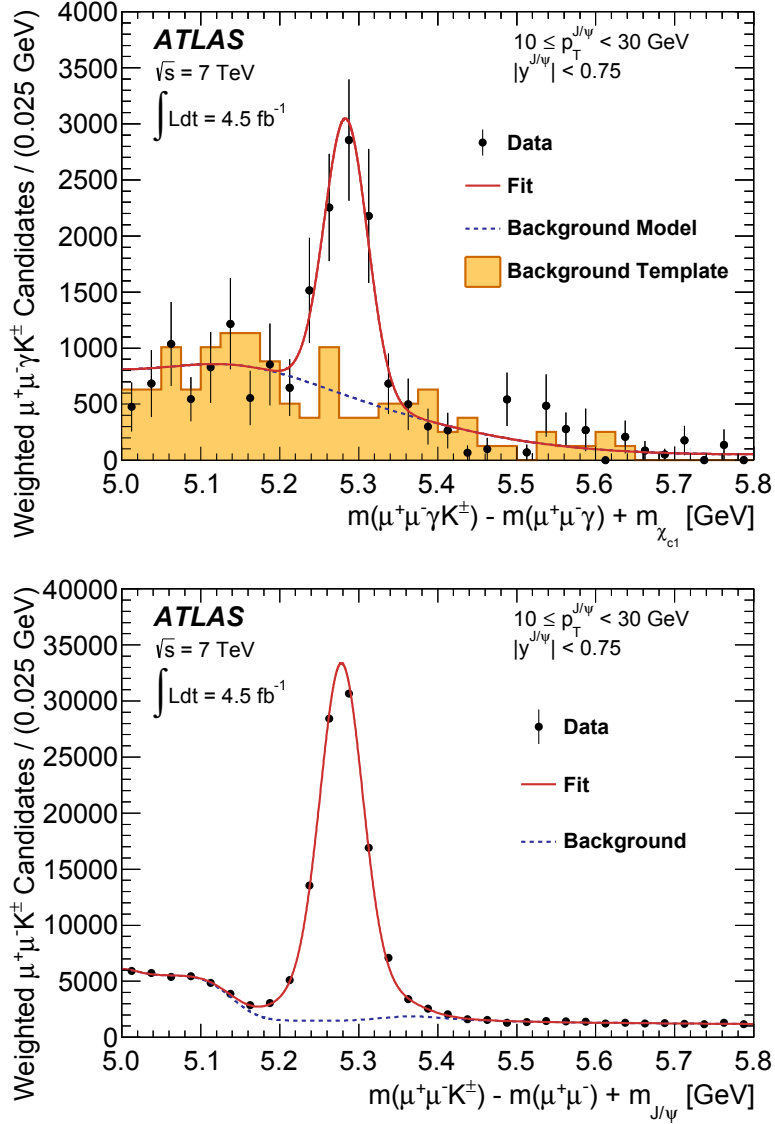 ATLAS
√s = 7 TeV
∫ Ldt = 4.5 fb⁻¹
10 ≤ p_T^{J/ψ} < 30 GeV
|y^{J/ψ}| < 0.75
Data
Fit
Background Model
Background Template
Weighted μ⁺μ⁻γK± Candidates / (0.025 GeV)
4000
3500
3000
2500
2000
1500
1000
500
0
5.0 5.1 5.2 5.3 5.4 5.5 5.6 5.7 5.8
m(μ⁺μ⁻γK±) - m(μ⁺μ⁻γ) + m_{χ_{c1}} [GeV]
ATLAS
√s = 7 TeV
∫ Ldt = 4.5 fb⁻¹
10 ≤ p_T^{J/ψ} < 30 GeV
|y^{J/ψ}| < 0.75
Data
Fit
Background
Weighted μ⁺μ⁻K± Candidates / (0.025 GeV)
40000
35000
30000
25000
20000
15000
10000
5000
0
5.0 5.1 5.2 5.3 5.4 5.5 5.6 5.7 5.8
m(μ⁺μ⁻K±) - m(μ⁺μ⁻) + m_{J/ψ} [GeV]